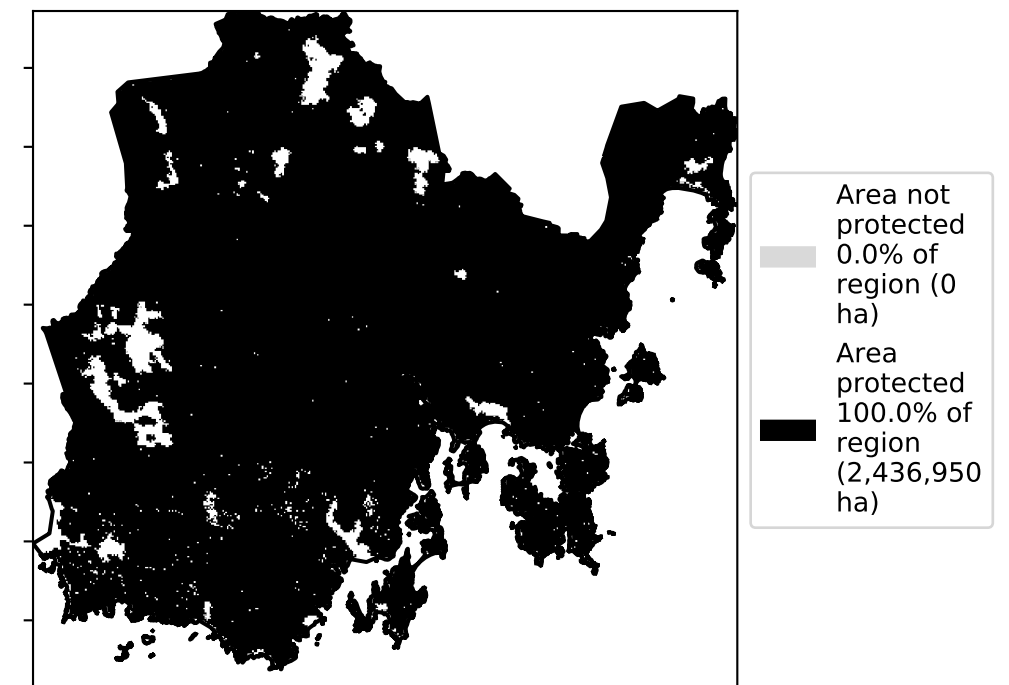 Area not
protected
0.0% of
region (0
ha)
Area
protected
100.0% of
region
(2,436,950
ha)